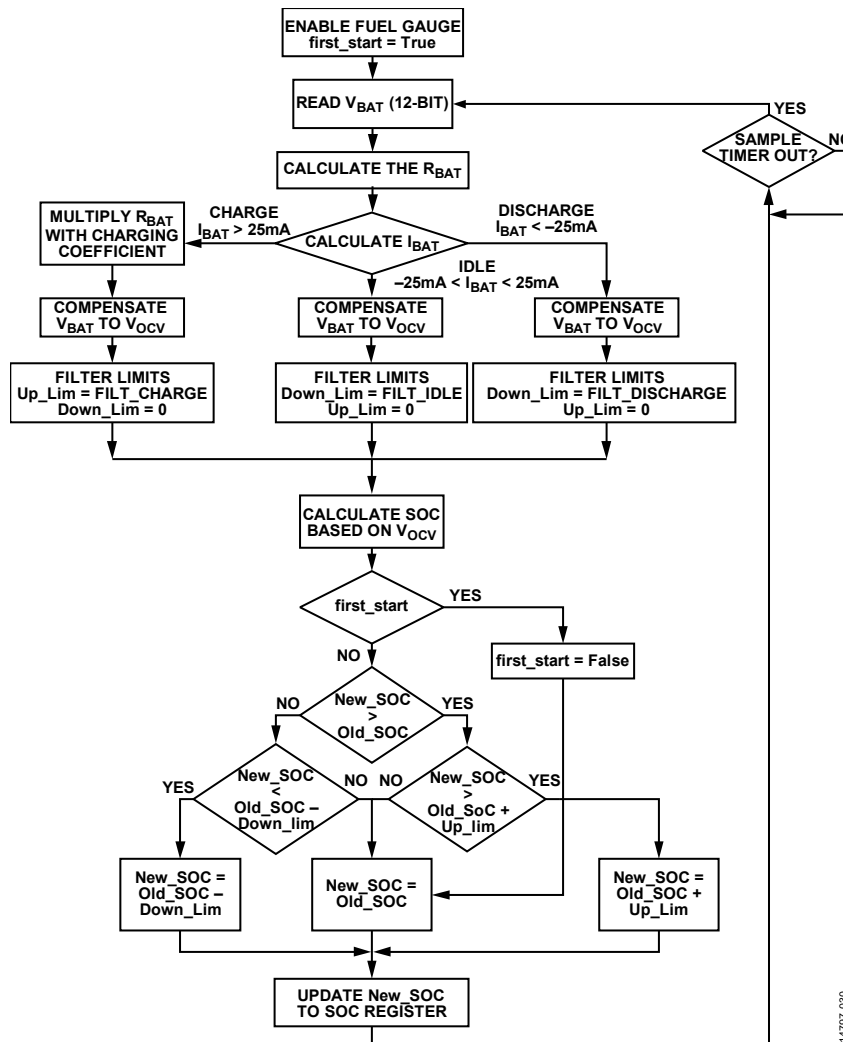 ENABLE FUEL GAUGE
first_start = True
READ VBAT (12-BIT)
YES
SAMPLE
TIMER OUT?
NO
CALCULATE THE RBAT
MULTIPLY RBAT
WITH CHARGING
COEFFICIENT
CHARGE
IBAT > 25mA
CALCULATE IBAT
DISCHARGE
IBAT < –25mA
IDLE
–25mA < IBAT < 25mA
COMPENSATE
VBAT TO VOCV
COMPENSATE
VBAT TO VOCV
COMPENSATE
VBAT TO VOCV
FILTER LIMITS
Up_Lim = FILT_CHARGE
Down_Lim = 0
FILTER LIMITS
Down_Lim = FILT_IDLE
Up_Lim = 0
FILTER LIMITS
Down_Lim = FILT_DISCHARGE
Up_Lim = 0
CALCULATE SOC
BASED ON VOCV
first_start
YES
NO
first_start = False
New_SOC
>
Old_SOC
NO
YES
New_SOC
<
Old_SOC –
Down_lim
YES
NO
NO
New_SOC
>
Old_SoC +
Up_lim
YES
New_SOC =
Old_SOC –
Down_Lim
New_SOC =
Old_SOC
New_SOC =
Old_SOC +
Up_Lim
UPDATE New_SOC
TO SOC REGISTER